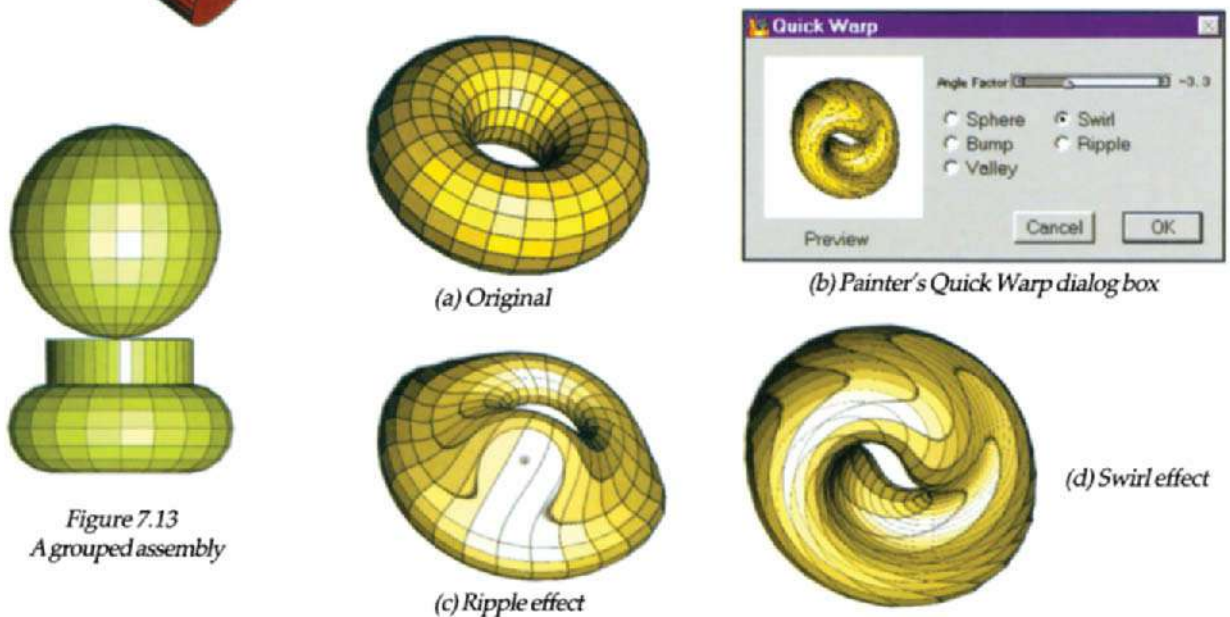 Quick Warp
Angle Factor
-3.3
Sphere
Swirl
Bump
Ripple
Valley
Preview
Cancel
OK
(a) Original
(b) Painter's Quick Warp dialog box
Figure 7.13
A grouped assembly
(c) Ripple effect
(d) Swirl effect